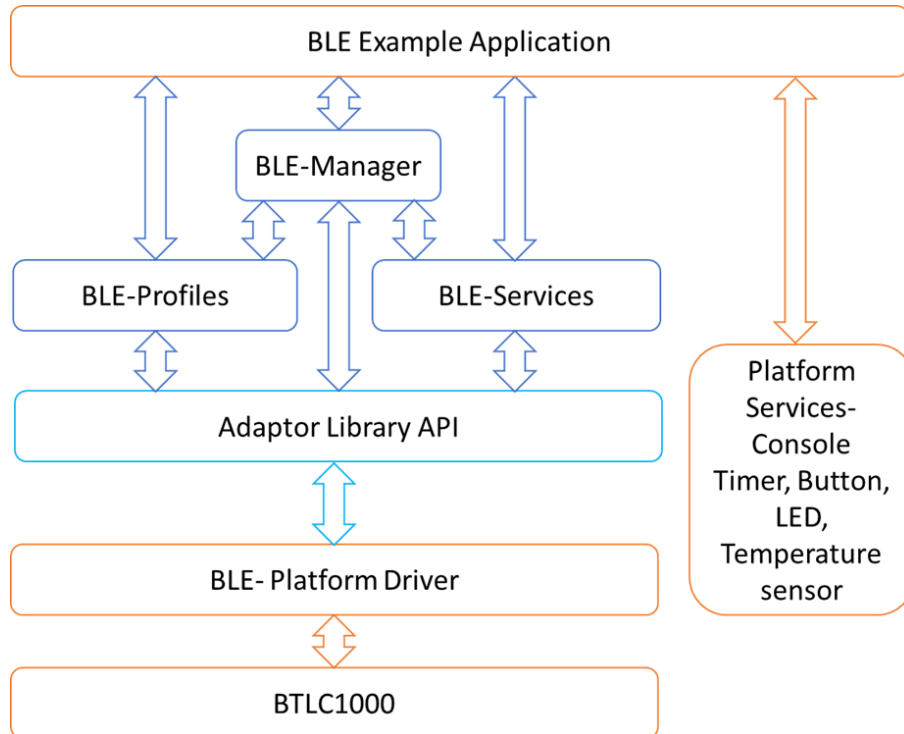 BLE Example Application
BLE-Manager
BLE-Profiles
BLE-Services
Adaptor Library API
Platform
Services-
Console
Timer, Button,
LED,
Temperature
sensor
BLE- Platform Driver
BTLC1000